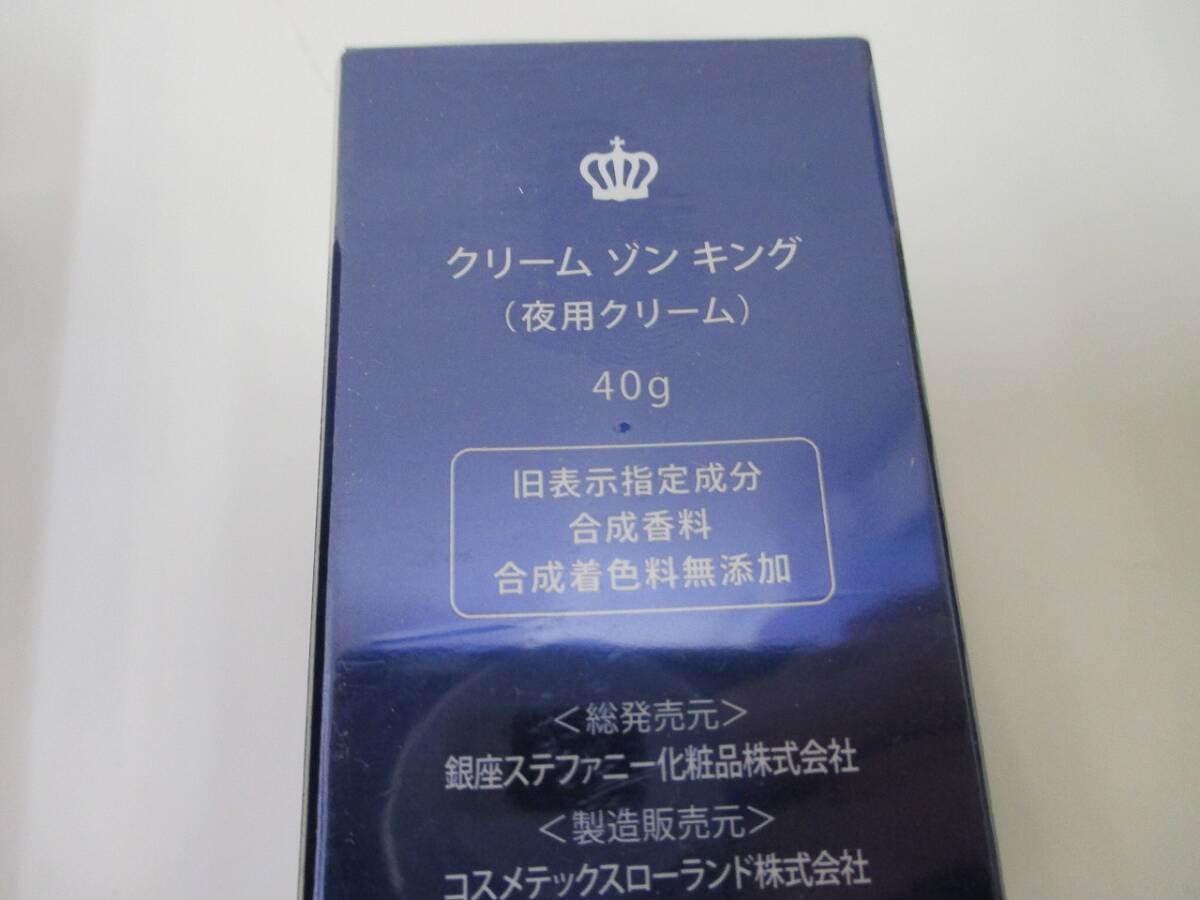 クリーム ゾン キング
（夜用クリーム）
40g
旧表示指定成分
合成香料
合成着色料無添加
＜総発売元＞
銀座ステファニー化粧品株式会社
＜製造販売元＞
コスメテックスローランド株式会社